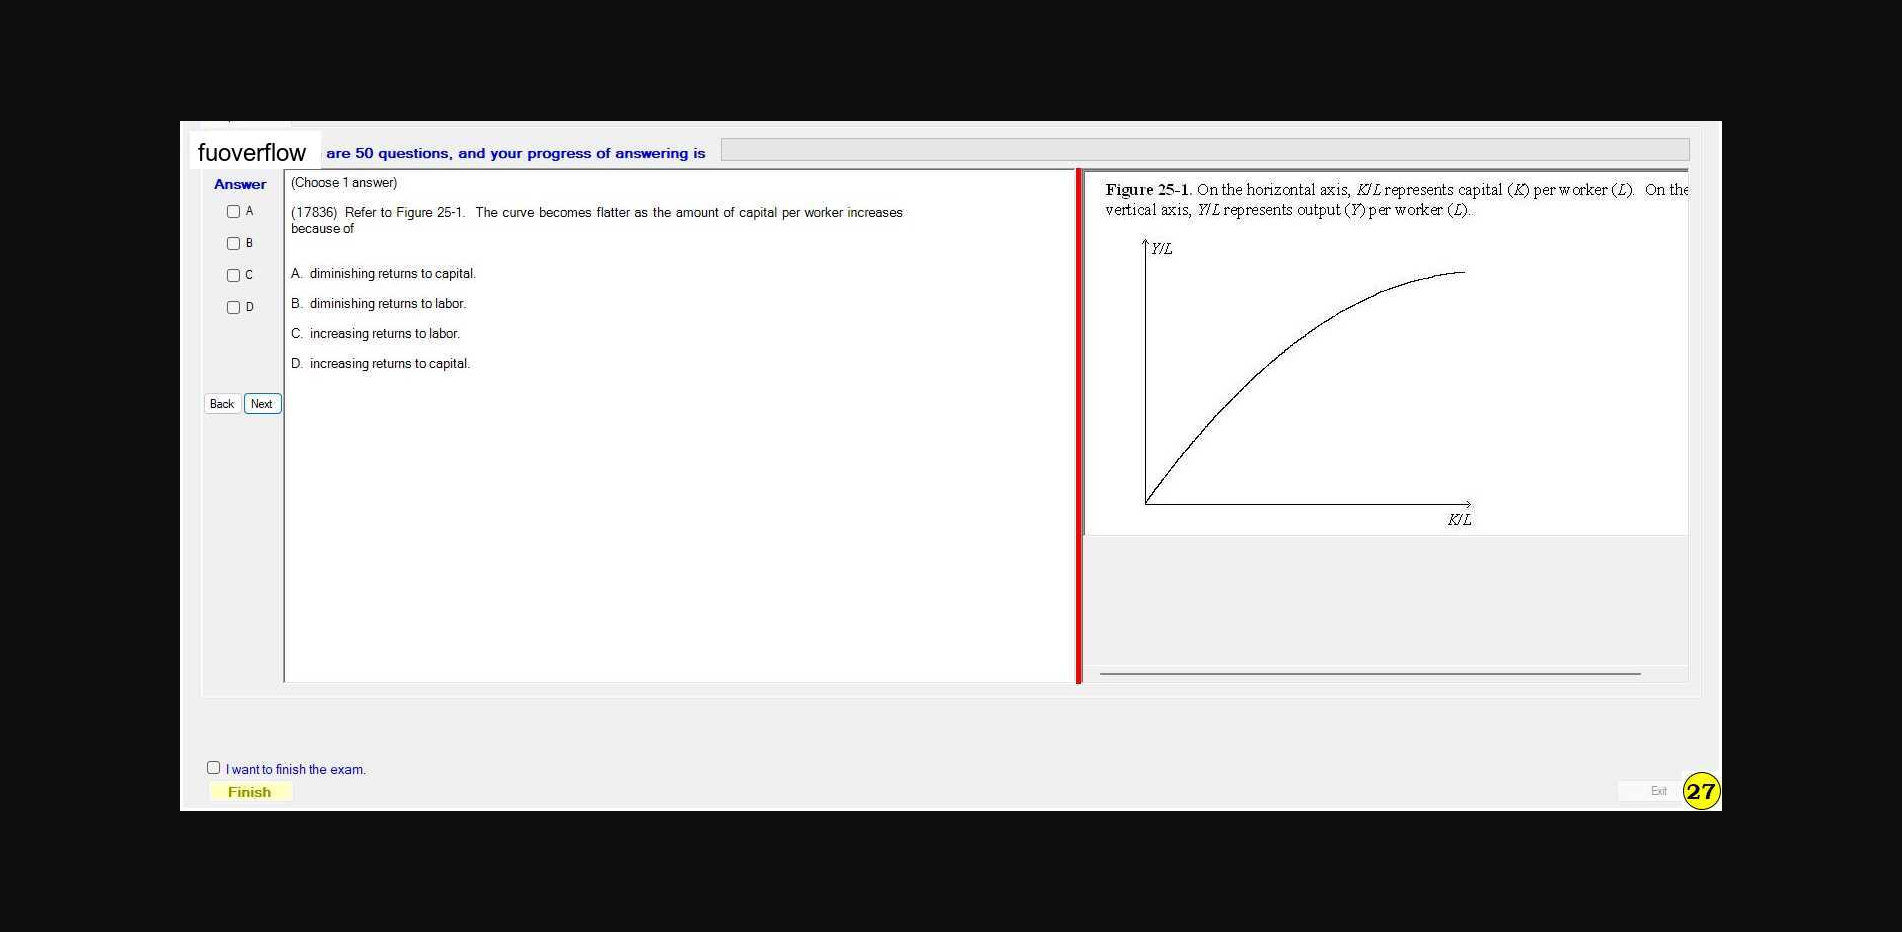 fuoverflow are 50 questions, and your progress of answering is
Answer
A
B
C
D
Back Next
(Choose 1 answer)
(17836) Refer to Figure 25-1. The curve becomes flatter as the amount of capital per worker increases
because of
A. diminishing returns to capital.
B. diminishing returns to labor.
C. increasing returns to labor.
D. increasing returns to capital.
Figure 25-1. On the horizontal axis, K/L represents capital (K) per worker (L). On the
vertical axis, Y/L represents output (Y) per worker (L).
Y/L
K/L
I want to finish the exam.
Finish
Exit
27